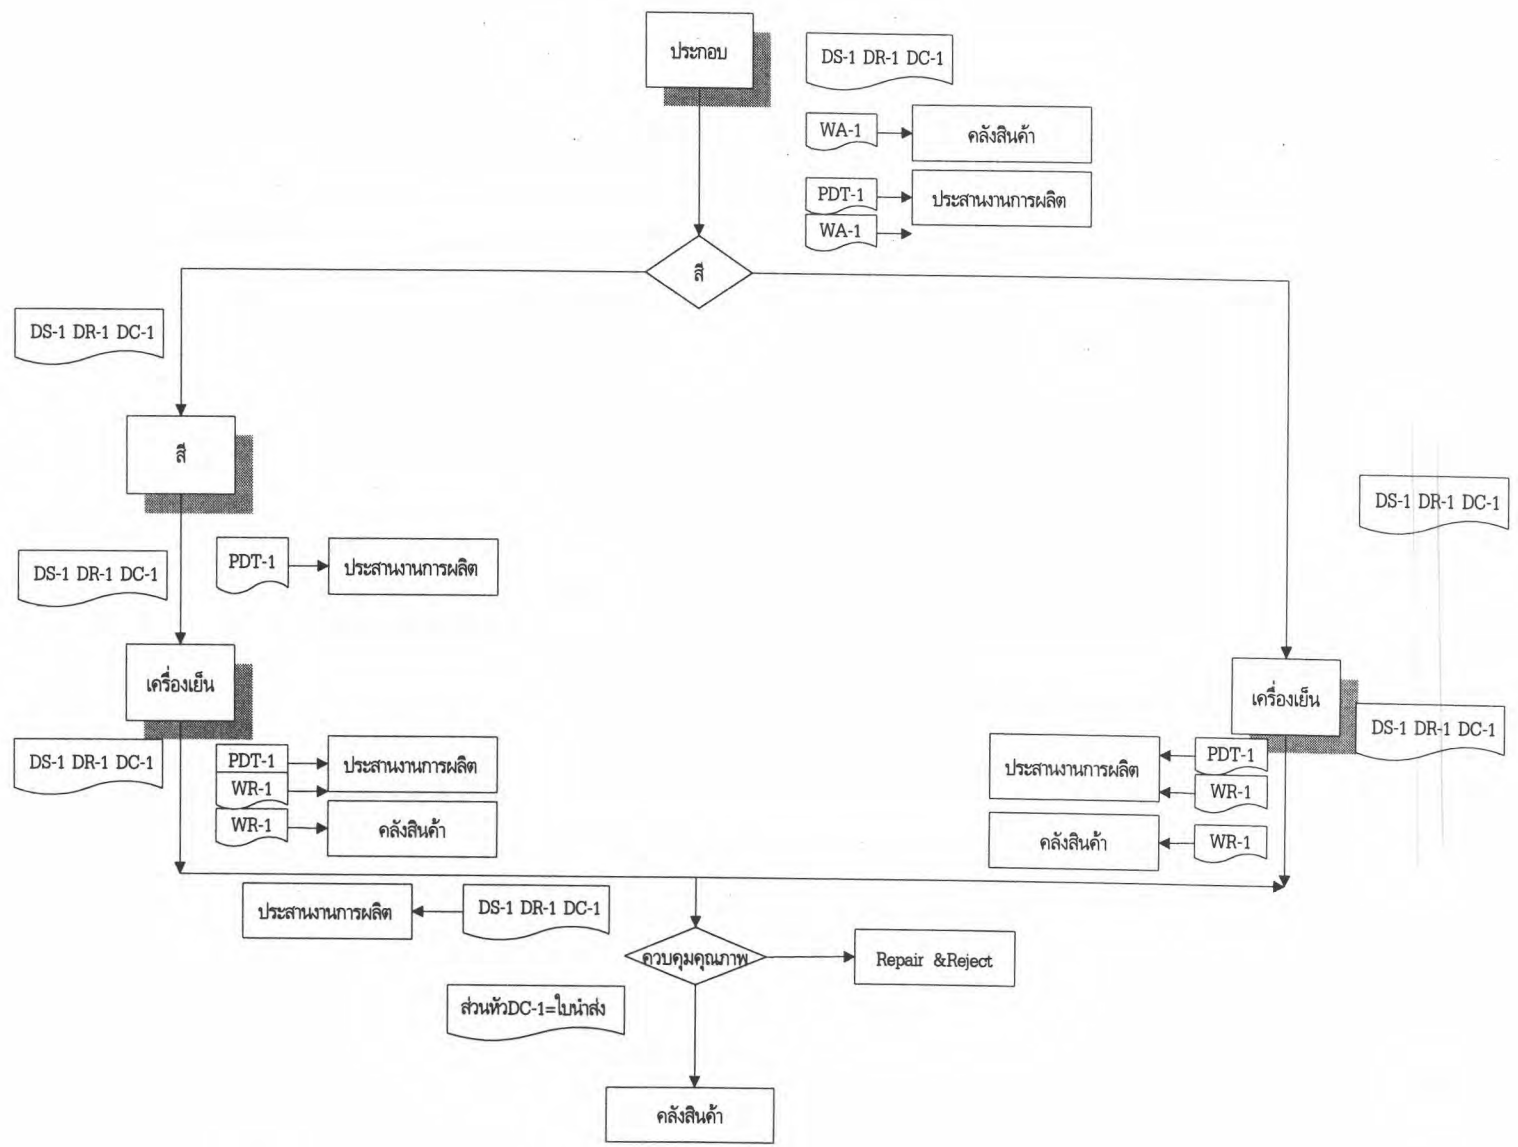 ประกอบ
DS-1 DR-1 DC-1
WA-1
คลังสินค้า
PDT-1
ประสานงานการผลิต
WA-1
สี
DS-1 DR-1 DC-1
สี
DS-1 DR-1 DC-1
DS-1 DR-1 DC-1
PDT-1
ประสานงานการผลิต
เครื่องเย็น
เครื่องเย็น
DS-1 DR-1 DC-1
DS-1 DR-1 DC-1
PDT-1
ประสานงานการผลิต
WR-1
WR-1
คลังสินค้า
ประสานงานการผลิต
PDT-1
WR-1
คลังสินค้า
WR-1
ประสานงานการผลิต
DS-1 DR-1 DC-1
ควบคุมคุณภาพ
Repair &Reject
ส่วนหัวDC-1=ใบนำส่ง
คลังสินค้า